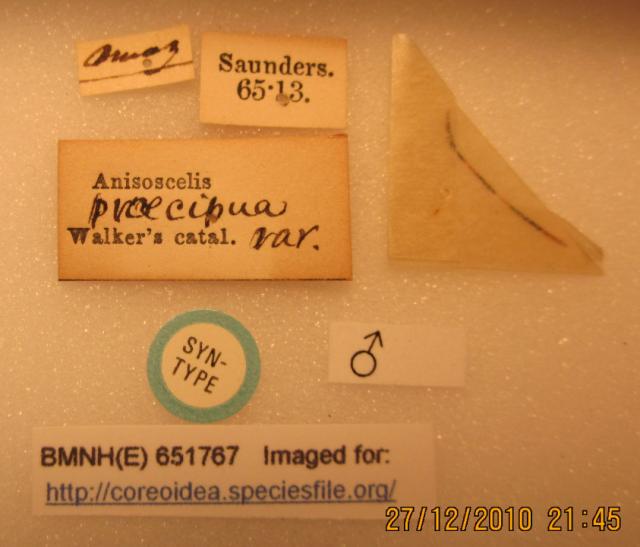 Amaz
Saunders.
65·13.
Anisoscelis
præcipua
Walker's catal. var.
SYN-
TYPE
♂
BMNH(E) 651767 Imaged for:
http://coreoidea.speciesfile.org/
27/12/2010 21:45